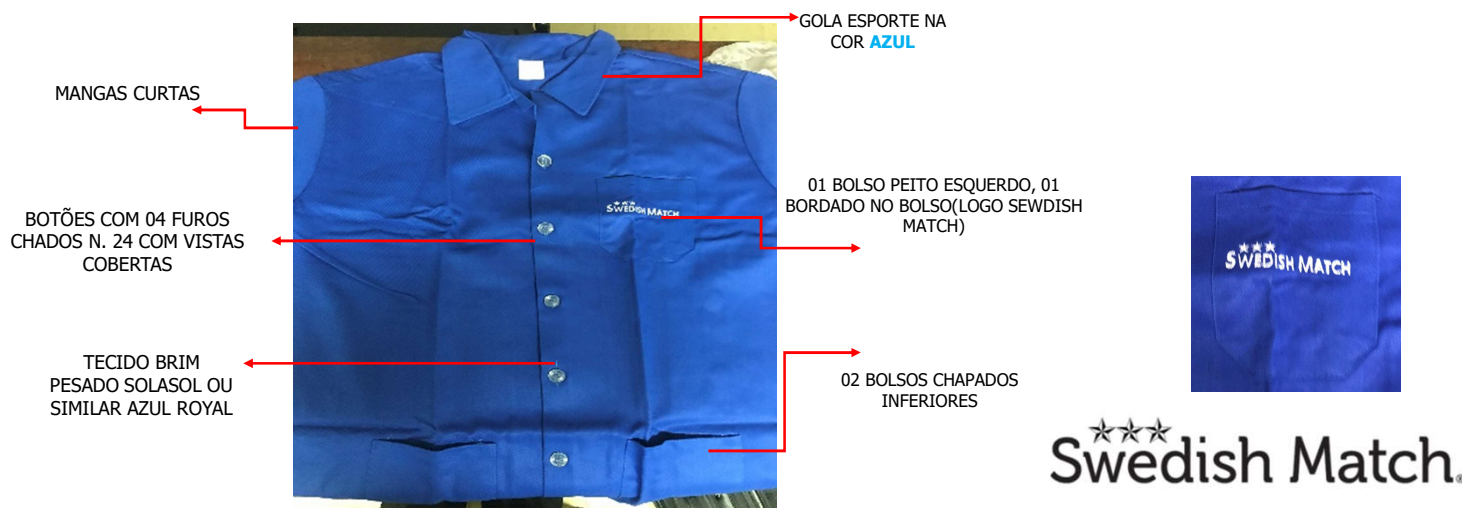 GOLA ESPORTE NA
COR AZUL
MANGAS CURTAS
01 BOLSO PEITO ESQUERDO, 01
BORDADO NO BOLSO(LOGO SEWDISH
MATCH)
BOTÕES COM 04 FUROS
CHADOS N. 24 COM VISTAS
COBERTAS
SWEDISH MATCH
SWEDISH MATCH
TECIDO BRIM
PESADO SOLASOL OU
SIMILAR AZUL ROYAL
02 BOLSOS CHAPADOS
INFERIORES
Swedish Match®